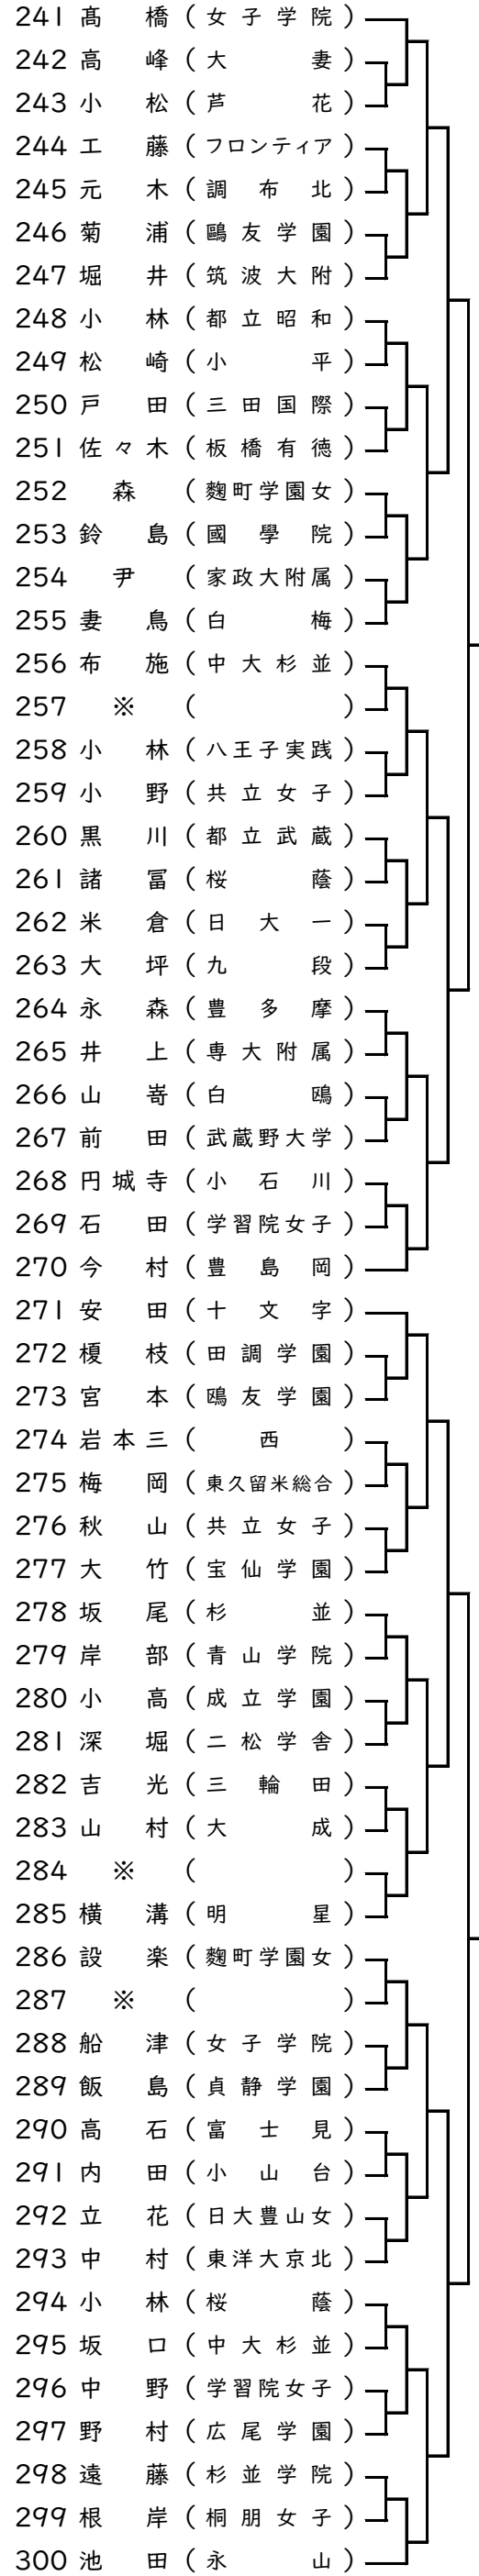 241 髙橋 (女子学院)
242 高峰 (大妻)
243 小松 (芦花)
244 工藤 (フロンティア)
245 元木 (調布北)
246 菊浦 (鷗友学園)
247 堀井 (筑波大附)
248 小林 (都立昭和)
249 松崎 (小平)
250 戸田 (三田国際)
251 佐々木 (板橋有徳)
252 森 (麴町学園女)
253 鈴島 (國學院)
254 尹 (家政大附属)
255 妻鳥 (白梅)
256 布施 (中大杉並)
257 ※ ( )
258 小林 (八王子実践)
259 小野 (共立女子)
260 黒川 (都立武蔵)
261 諸冨 (桜蔭)
262 米倉 (日大一)
263 大坪 (九段)
264 永森 (豊多摩)
265 井上 (専大附属)
266 山嵜 (白鴎)
267 前田 (武蔵野大学)
268 円城寺 (小石川)
269 石田 (学習院女子)
270 今村 (豊島岡)
271 安田 (十文字)
272 榎枝 (田調学園)
273 宮本 (鴎友学園)
274 岩本三 (西)
275 梅岡 (東久留米総合)
276 秋山 (共立女子)
277 大竹 (宝仙学園)
278 坂尾 (杉並)
279 岸部 (青山学院)
280 小高 (成立学園)
281 深堀 (二松学舎)
282 吉光 (三輪田)
283 山村 (大成)
284 ※ ( )
285 横溝 (明星)
286 設楽 (麴町学園女)
287 ※ ( )
288 船津 (女子学院)
289 飯島 (貞静学園)
290 高石 (富士見)
291 内田 (小山台)
292 立花 (日大豊山女)
293 中村 (東洋大京北)
294 小林 (桜蔭)
295 坂口 (中大杉並)
296 中野 (学習院女子)
297 野村 (広尾学園)
298 遠藤 (杉並学院)
299 根岸 (桐朋女子)
300 池田 (永山)